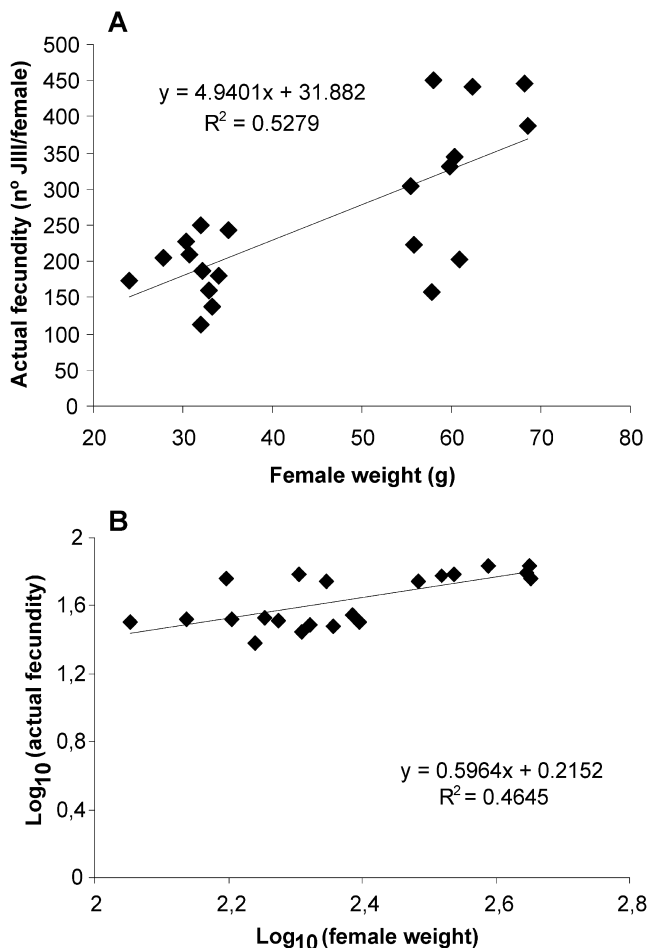 A
500
450
400
350
300
250
200
150
100
50
0
Actual fecundity (nº JIII/female)
y = 4.9401x + 31.882
R² = 0.5279
20 30 40 50 60 70 80
Female weight (g)
B
2
1.6
1,2
0,8
0,4
0
Log₁₀ (actual fecundity)
y = 0.5964x + 0.2152
R² = 0.4645
2 2,2 2,4 2,6 2,8
Log₁₀ (female weight)